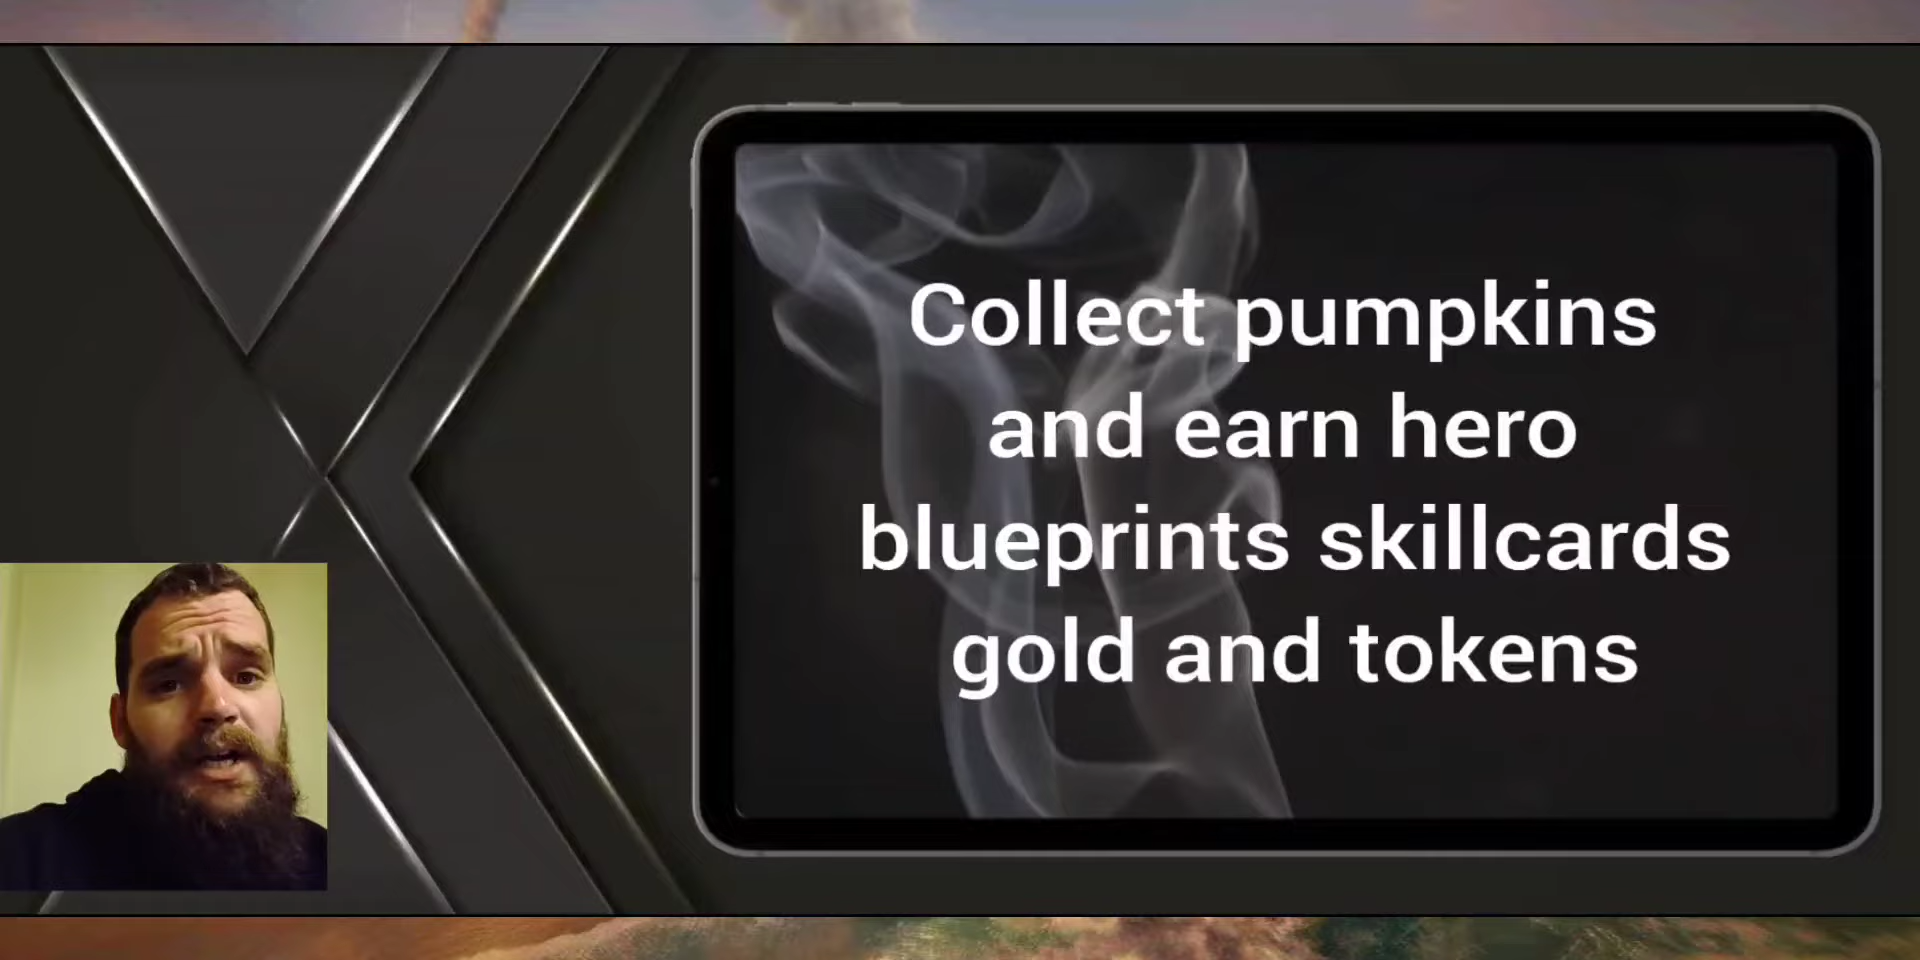 Collect pumpkins
and earn hero
blueprints skillcards
gold and tokens